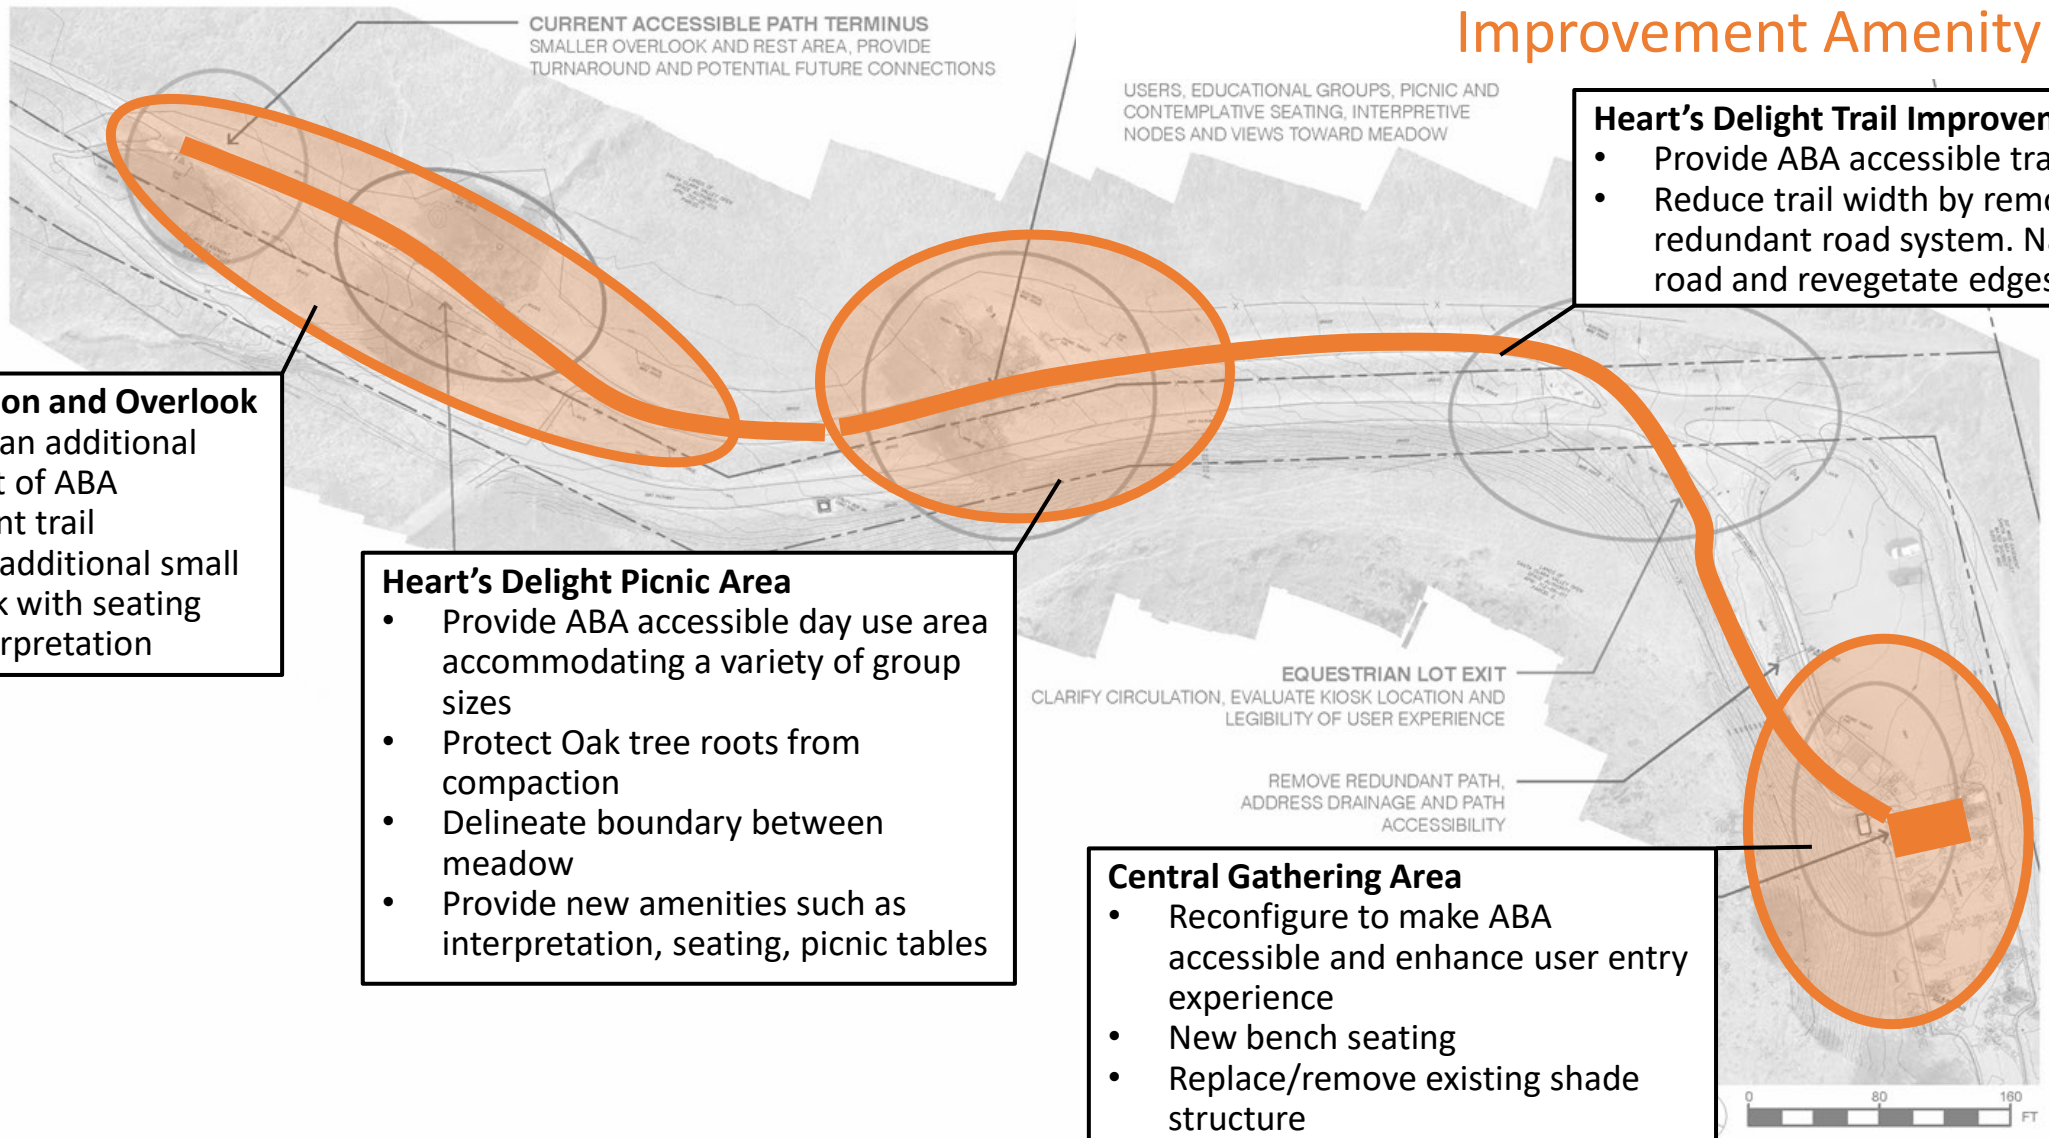 Improvement Amenity
CURRENT ACCESSIBLE PATH TERMINUS
SMALLER OVERLOOK AND REST AREA, PROVIDE
TURNAROUND AND POTENTIAL FUTURE CONNECTIONS
USERS, EDUCATIONAL GROUPS, PICNIC AND
CONTEMPLATIVE SEATING, INTERPRETIVE
NODES AND VIEWS TOWARD MEADOW
Heart's Delight Trail Improvem
• Provide ABA accessible tra
• Reduce trail width by remo
redundant road system. Na
road and revegetate edges
on and Overlook
an additional
t of ABA
nt trail
additional small
k with seating
rpretation
Heart's Delight Picnic Area
• Provide ABA accessible day use area
accommodating a variety of group
sizes
• Protect Oak tree roots from
compaction
• Delineate boundary between
meadow
• Provide new amenities such as
interpretation, seating, picnic tables
EQUESTRIAN LOT EXIT
CLARIFY CIRCULATION, EVALUATE KIOSK LOCATION AND
LEGIBILITY OF USER EXPERIENCE
REMOVE REDUNDANT PATH,
ADDRESS DRAINAGE AND PATH
ACCESSIBILITY
Central Gathering Area
• Reconfigure to make ABA
accessible and enhance user entry
experience
• New bench seating
• Replace/remove existing shade
structure
0 80 160
FT